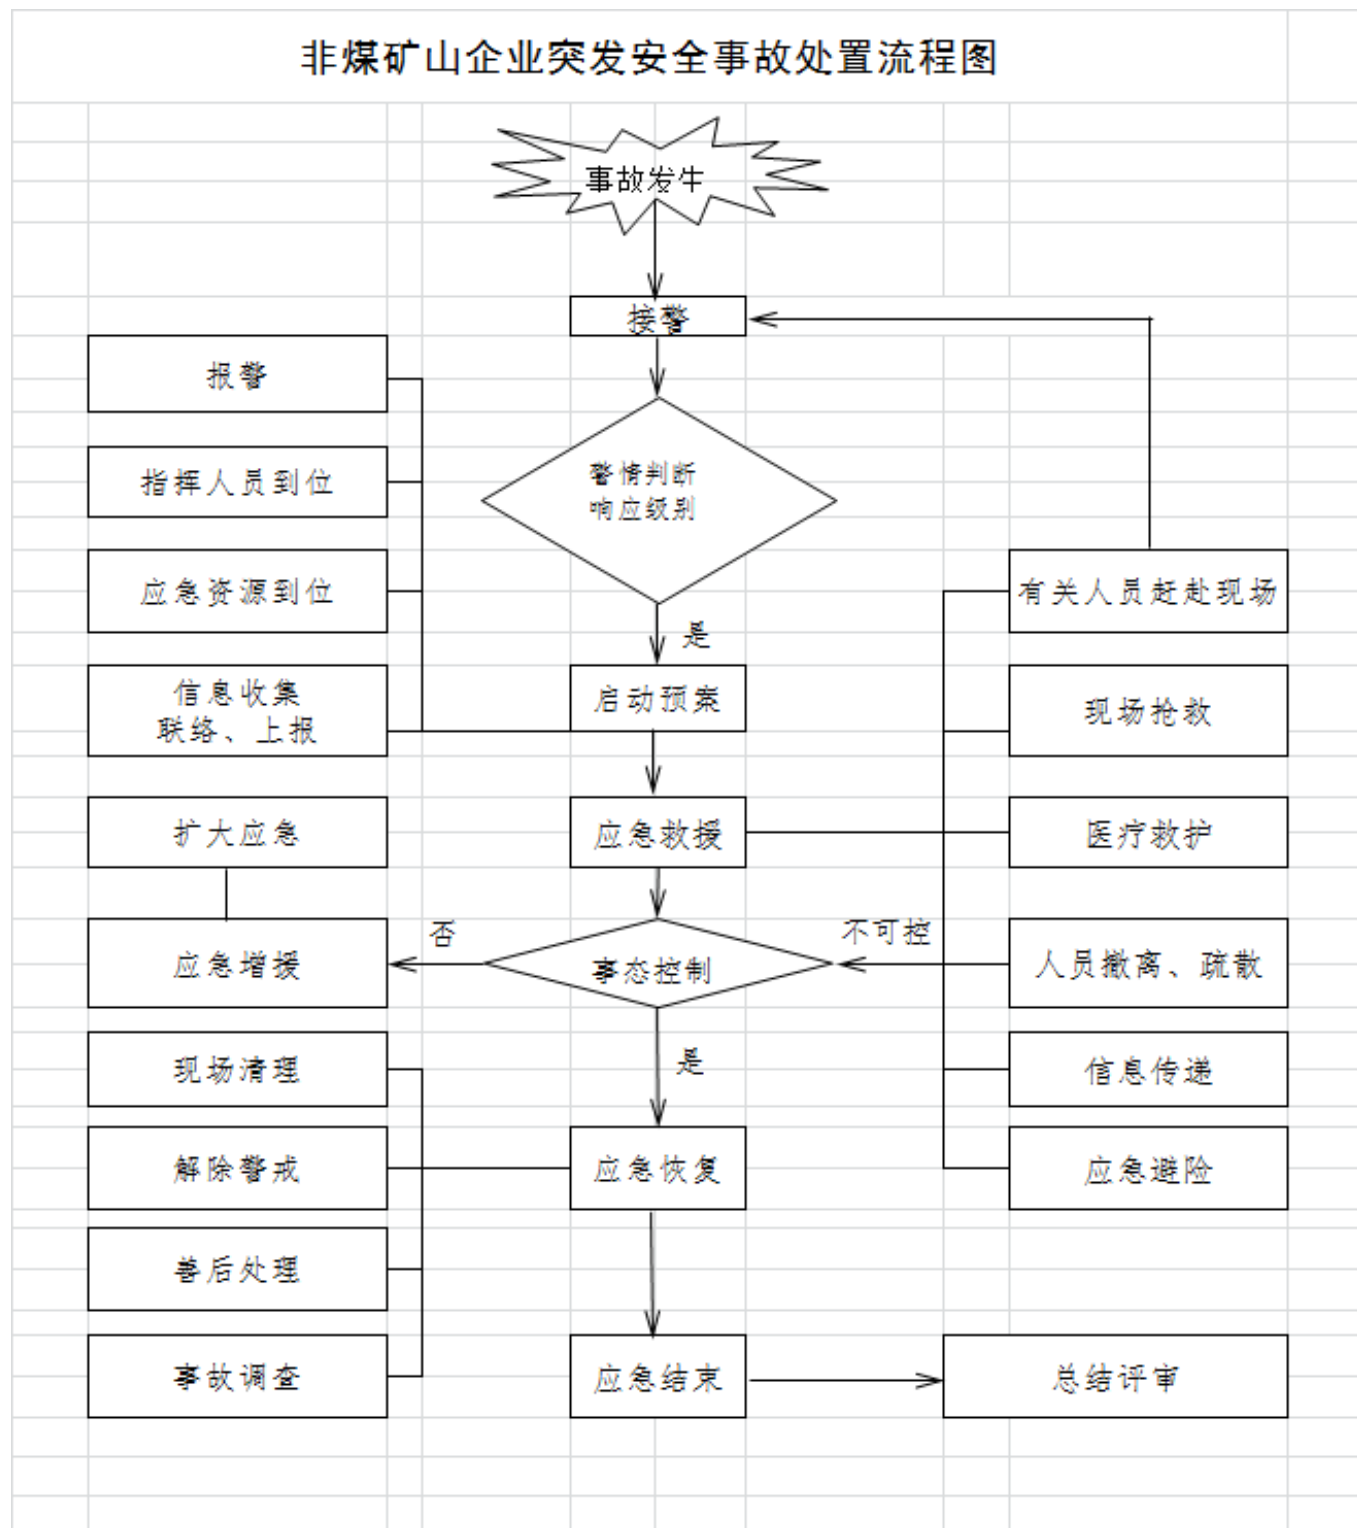 非煤矿山企业突发安全事故处置流程图
事故发生
接警
报警
警情判断
响应级别
指挥人员到位
应急资源到位
有关人员赶赴现场
是
信息收集
联络、上报
启动预案
现场抢救
扩大应急
应急救援
医疗救护
否
不可控
应急增援
事态控制
人员撤离、疏散
现场清理
是
信息传递
解除警戒
应急恢复
应急避险
善后处理
事故调查
应急结束
总结评审